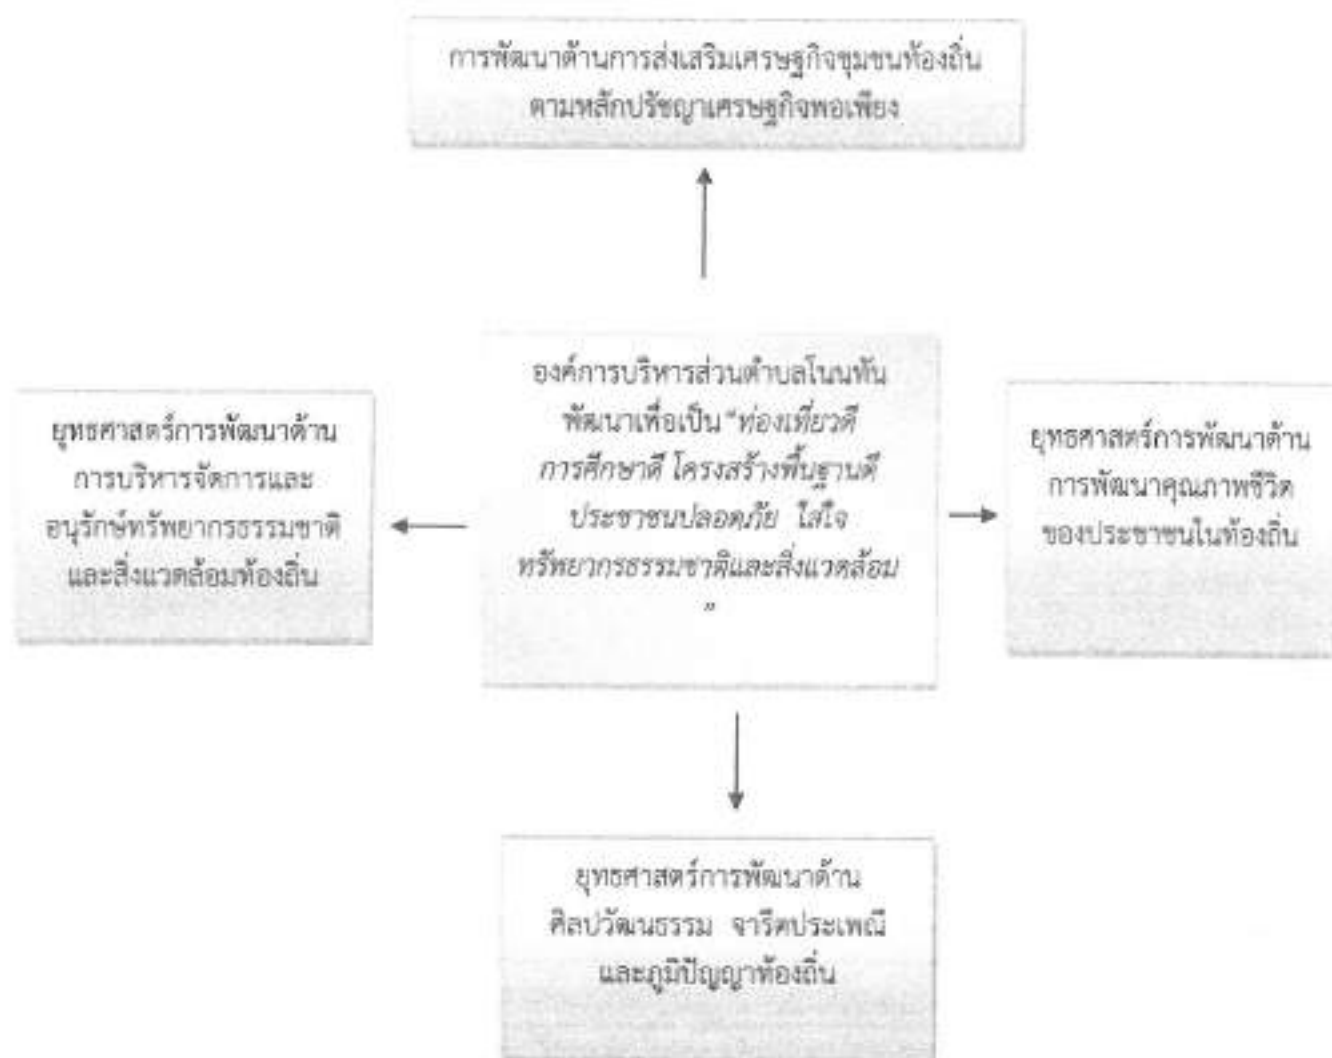 การพัฒนาด้านการส่งเสริมเศรษฐกิจชุมชนท้องถิ่น
ตามหลักปรัชญาเศรษฐกิจพอเพียง
องค์การบริหารส่วนตำบลโนนทัน
พัฒนาเพื่อเป็น "ท่องเที่ยวดี
การศึกษาดี โครงสร้างพื้นฐานดี
ประชาชนปลอดภัย ใส่ใจ
ทรัพยากรธรรมชาติและสิ่งแวดล้อม
"
ยุทธศาสตร์การพัฒนาด้าน
การบริหารจัดการและ
อนุรักษ์ทรัพยากรธรรมชาติ
และสิ่งแวดล้อมท้องถิ่น
ยุทธศาสตร์การพัฒนาด้าน
การพัฒนาคุณภาพชีวิต
ของประชาชนในท้องถิ่น
ยุทธศาสตร์การพัฒนาด้าน
ศิลปวัฒนธรรม จารีตประเพณี
และภูมิปัญญาท้องถิ่น